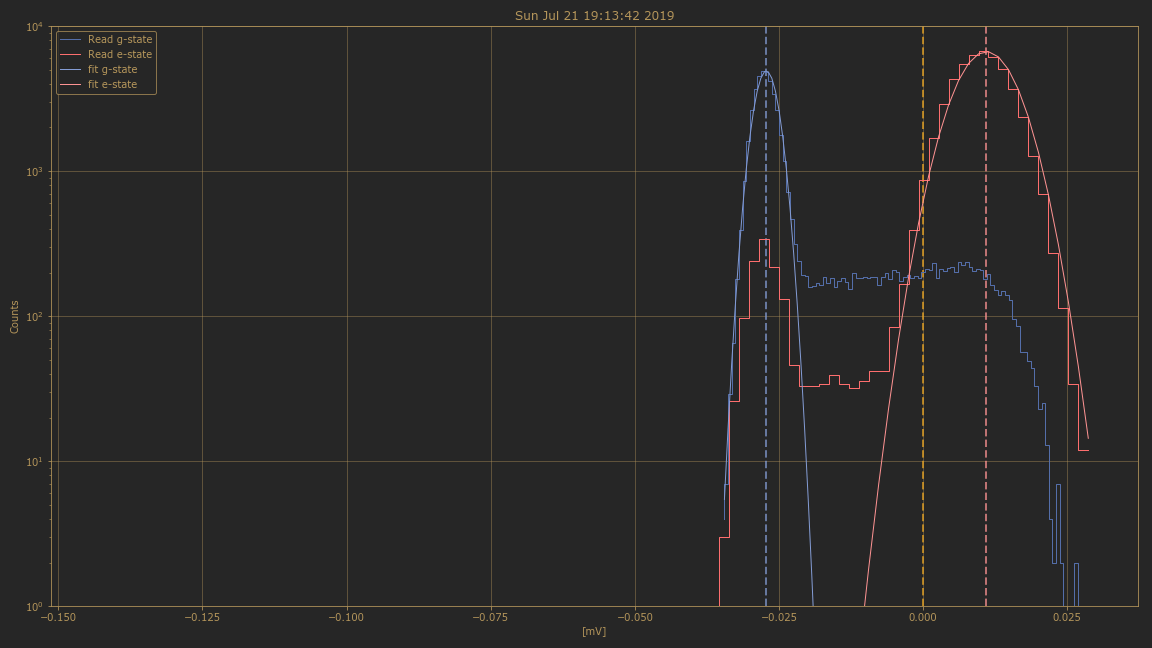 Sun Jul 21 19:13:42 2019
Read g-state
Read e-state
fit g-state
fit e-state
10⁴
10³
10²
10¹
10⁰
Counts
−0.150 −0.125 −0.100 −0.075 −0.050 −0.025 0.000 0.025
[mV]